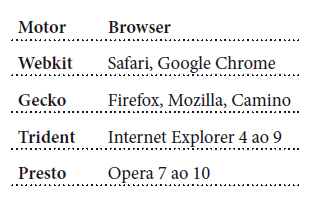 Motor Browser
Webkit Safari, Google Chrome
Gecko Firefox, Mozilla, Camino
Trident Internet Explorer 4 ao 9
Presto Opera 7 ao 10